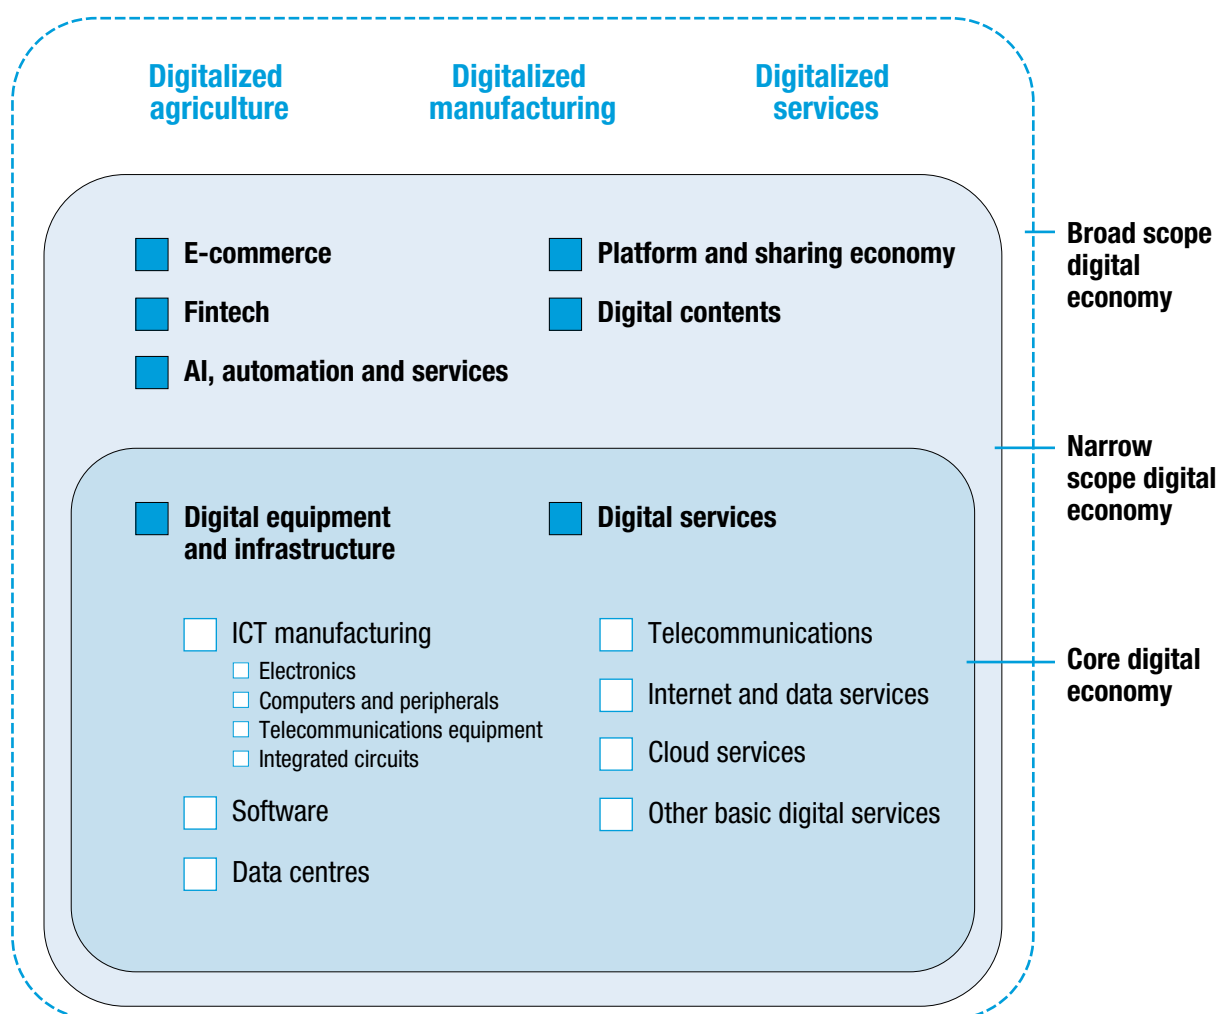 Digitalized
agriculture
Digitalized
manufacturing
Digitalized
services
E-commerce
Platform and sharing economy
Fintech
Digital contents
AI, automation and services
Broad scope
digital
economy
Narrow
scope digital
economy
Digital equipment
and infrastructure
Digital services
ICT manufacturing
Electronics
Computers and peripherals
Telecommunications equipment
Integrated circuits
Software
Data centres
Telecommunications
Internet and data services
Cloud services
Other basic digital services
Core digital
economy